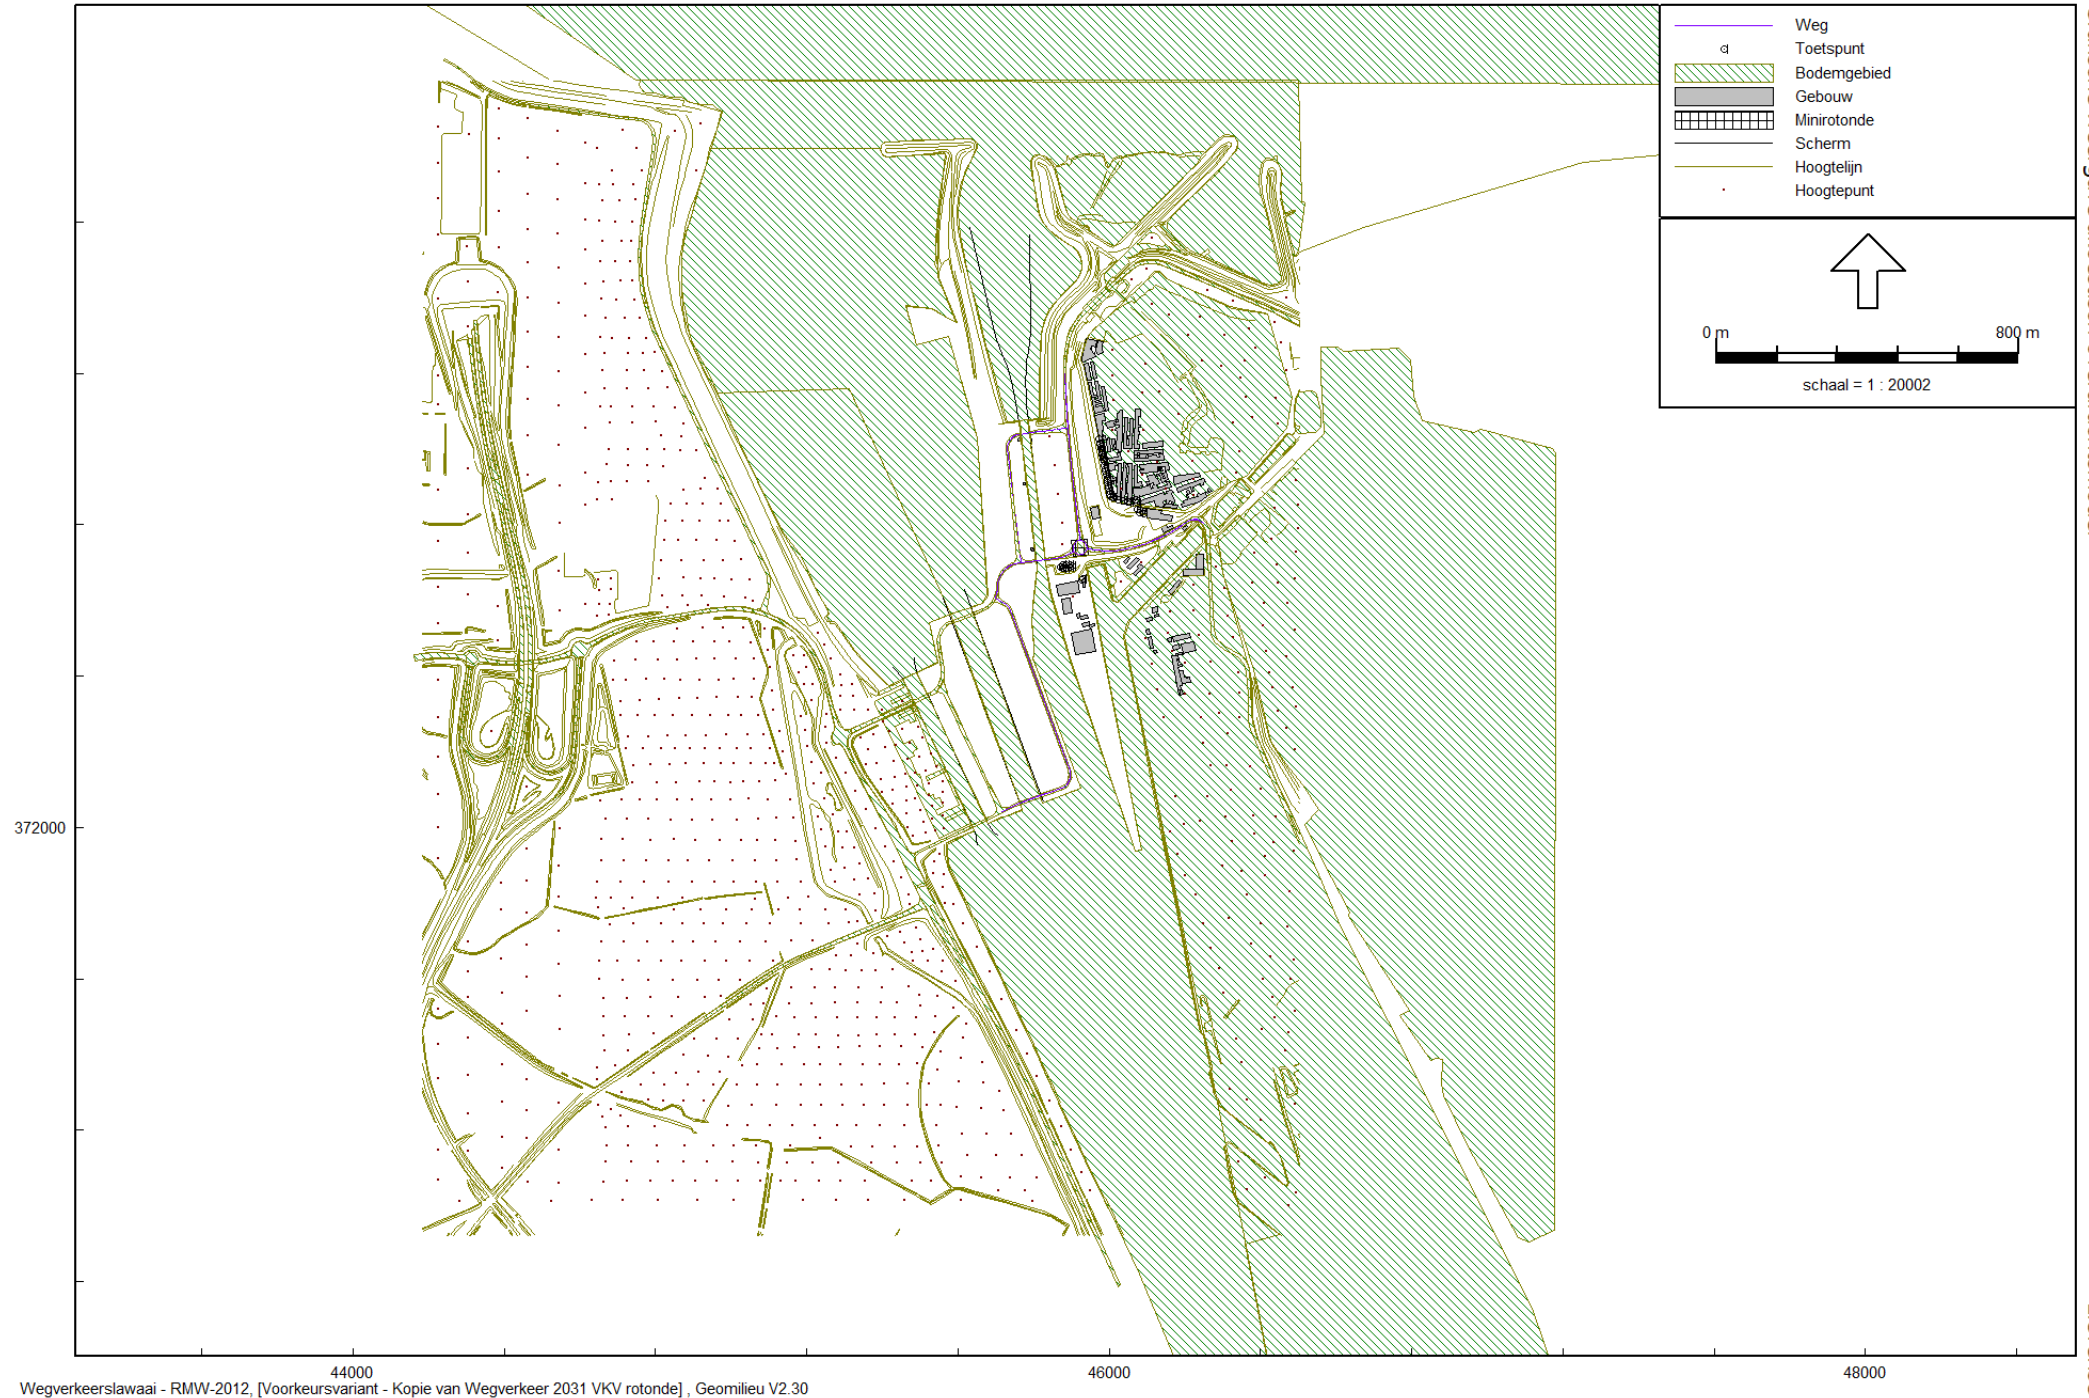 Weg
Toetspunt
Bodemgebied
Gebouw
Minirotonde
Scherm
Hoogtelijn
Hoogtepunt
0 m 800 m
schaal = 1 : 20002
372000
44000 46000 48000
Wegverkeerslawaai - RMW-2012, [Voorkeursvariant - Kopie van Wegverkeer 2031 VKV rotonde] , Geomilieu V2.30